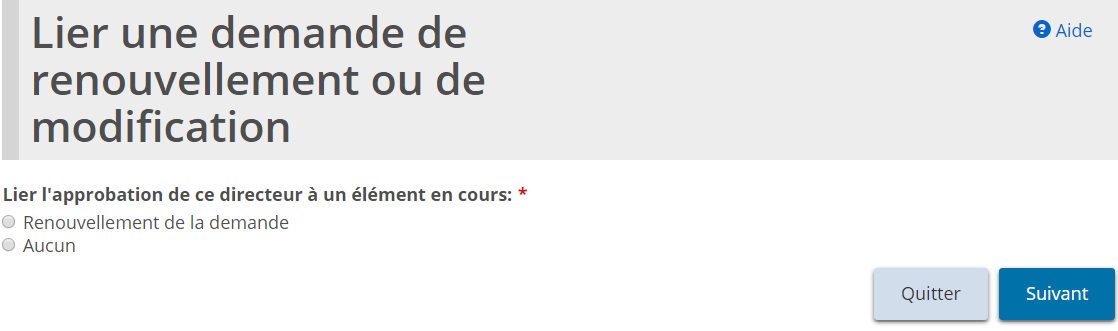 Lier une demande de
renouvellement ou de
modification
Aide
Lier l'approbation de ce directeur à un élément en cours: *
Renouvellement de la demande
Aucun
Quitter
Suivant